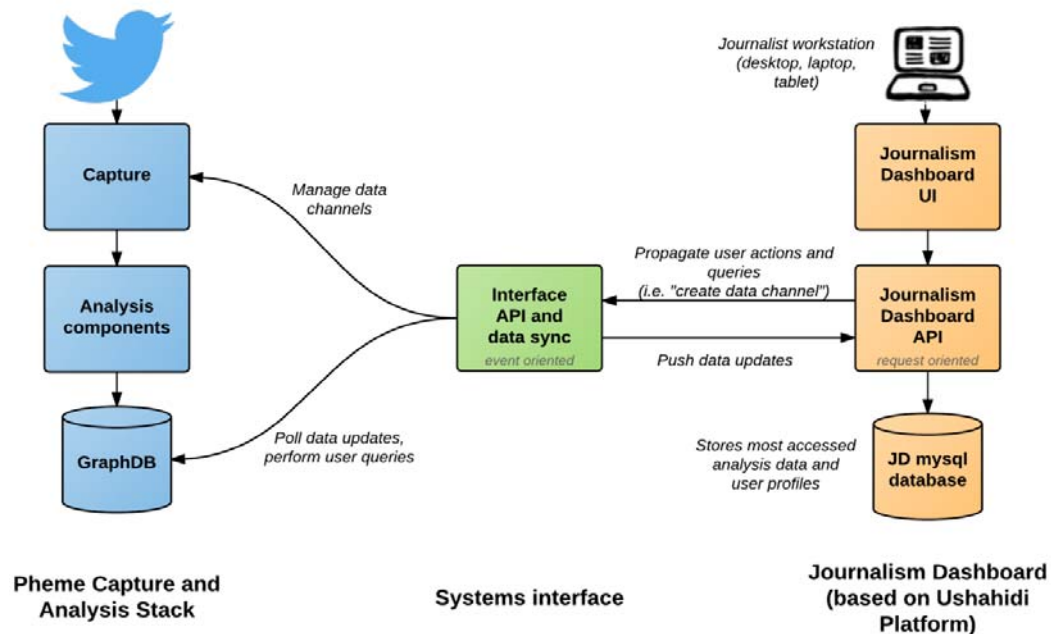 Journalist workstation
(desktop, laptop,
tablet)
Capture
Journalism
Dashboard
UI
Manage data
channels
Propagate user actions and
queries
(i.e. "create data channel")
Analysis
components
Interface
API and
data sync
event oriented
Journalism
Dashboard
API
request oriented
Push data updates
GraphDB
Poll data updates,
perform user queries
Stores most accessed
analysis data and
user profiles
JD mysql
database
Pheme Capture and
Analysis Stack
Systems interface
Journalism Dashboard
(based on Ushahidi
Platform)